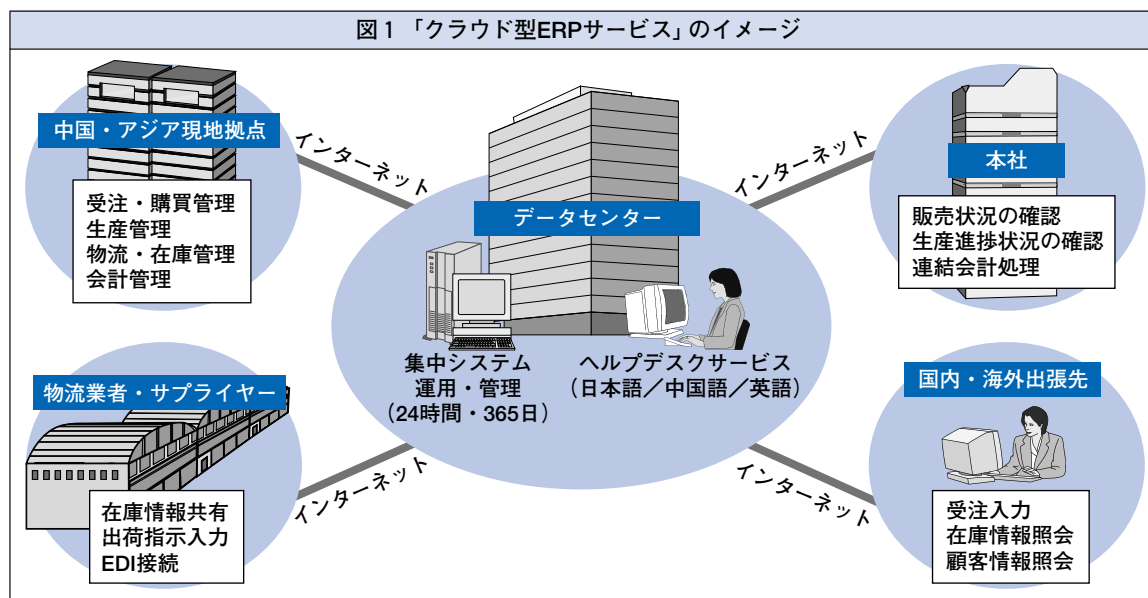 図1 「クラウド型ERPサービス」のイメージ
中国・アジア現地拠点
受注・購買管理
生産管理
物流・在庫管理
会計管理
インターネット
データセンター
集中システム
運用・管理
（24時間・365日）
ヘルプデスクサービス
（日本語／中国語／英語）
インターネット
本社
販売状況の確認
生産進捗状況の確認
連結会計処理
物流業者・サプライヤー
在庫情報共有
出荷指示入力
EDI接続
インターネット
インターネット
国内・海外出張先
受注入力
在庫情報照会
顧客情報照会